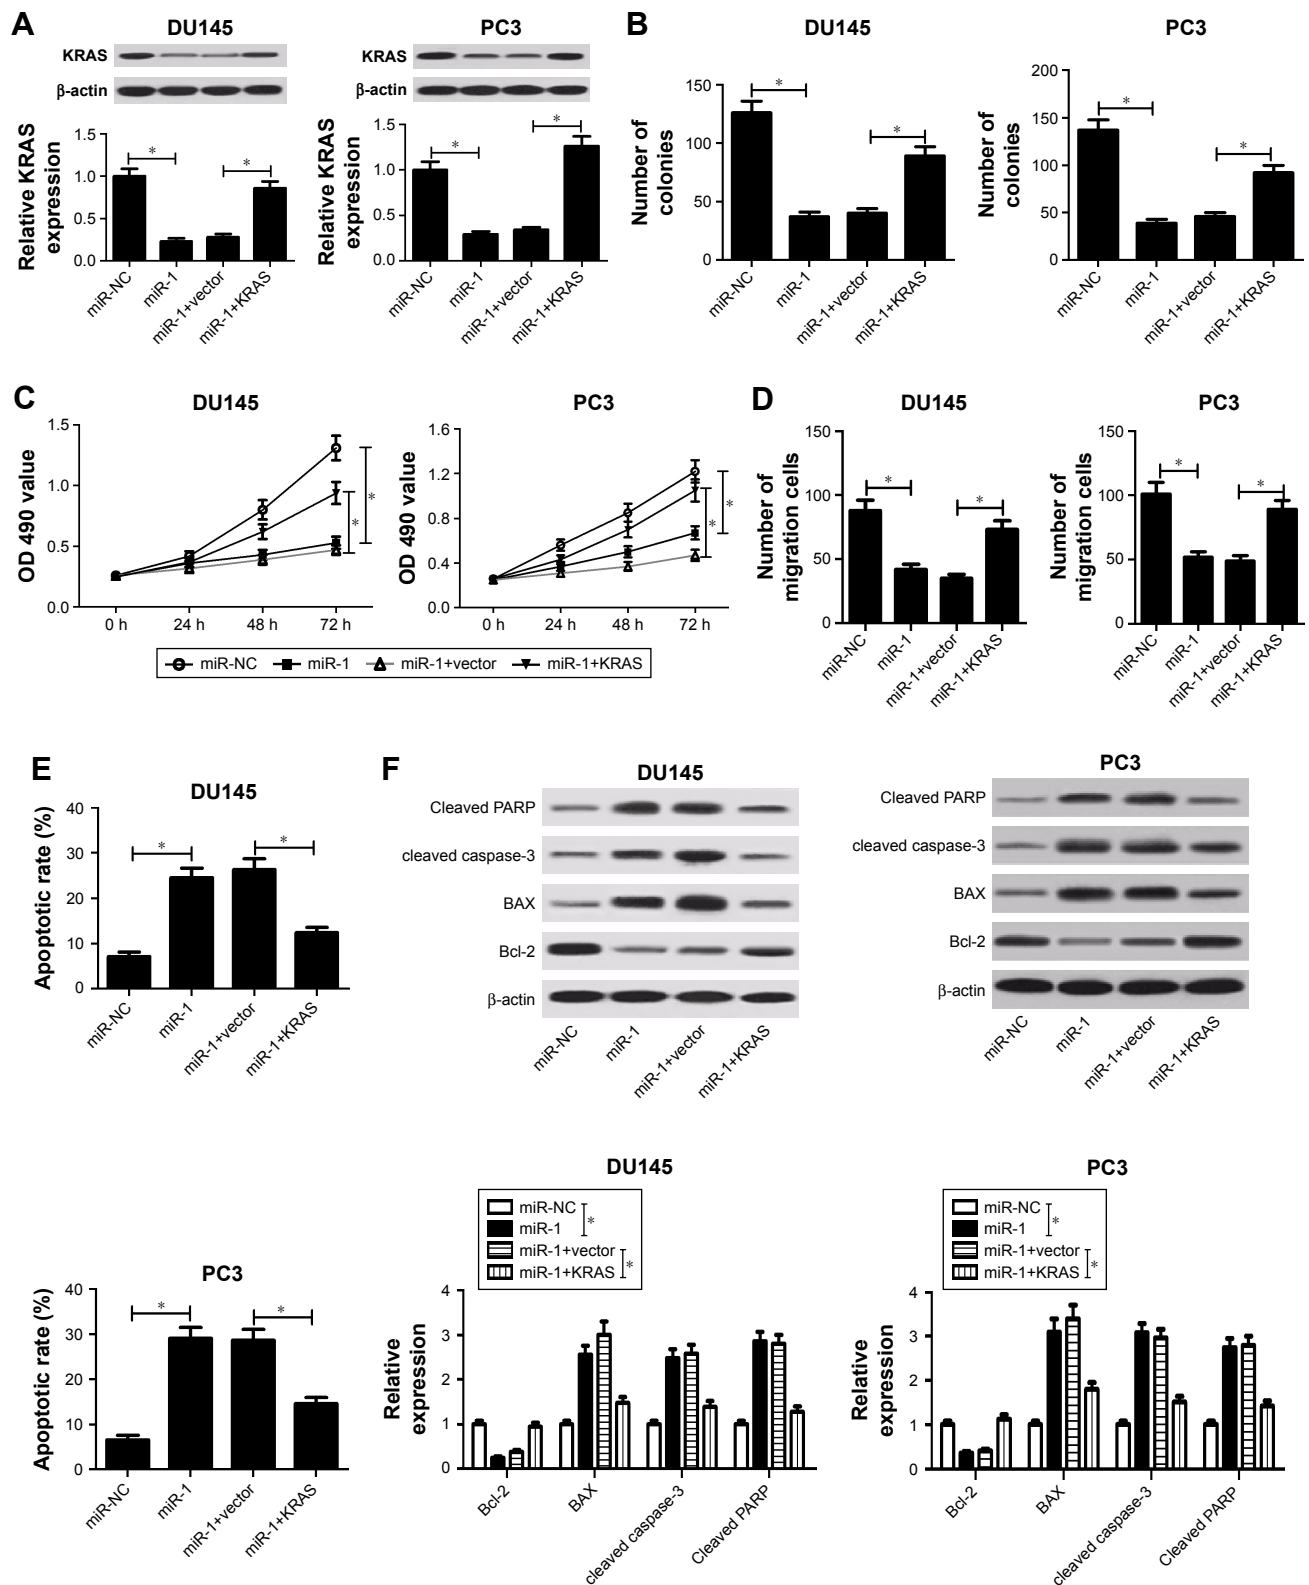 A
DU145
KRAS
β-actin
Relative KRAS
expression
1.5
1.0
0.5
0.0
*
*
miR-NC
miR-1
miR-1+vector
miR-1+KRAS
PC3
KRAS
β-actin
Relative KRAS
expression
1.5
1.0
0.5
0.0
*
*
miR-NC
miR-1
miR-1+vector
miR-1+KRAS
B
DU145
Number of
colonies
150
100
50
0
*
*
miR-NC
miR-1
miR-1+vector
miR-1+KRAS
PC3
Number of
colonies
200
150
100
50
0
*
*
miR-NC
miR-1
miR-1+vector
miR-1+KRAS
C
DU145
OD 490 value
1.5
1.0
0.5
0.0
*
*
0 h 24 h 48 h 72 h
PC3
OD 490 value
1.6
1.2
0.8
0.4
0.0
*
*
0 h 24 h 48 h 72 h
miR-NC miR-1 miR-1+vector miR-1+KRAS
D
DU145
Number of
migration cells
150
100
50
0
*
*
miR-NC
miR-1
miR-1+vector
miR-1+KRAS
PC3
Number of
migration cells
150
100
50
0
*
*
miR-NC
miR-1
miR-1+vector
miR-1+KRAS
E
DU145
Apoptotic rate (%)
40
30
20
10
0
*
*
miR-NC
miR-1
miR-1+vector
miR-1+KRAS
PC3
Apoptotic rate (%)
40
30
20
10
0
*
*
miR-NC
miR-1
miR-1+vector
miR-1+KRAS
F
DU145
Cleaved PARP
cleaved caspase-3
BAX
Bcl-2
β-actin
miR-NC
miR-1
miR-1+vector
miR-1+KRAS
PC3
Cleaved PARP
cleaved caspase-3
BAX
Bcl-2
β-actin
miR-NC
miR-1
miR-1+vector
miR-1+KRAS
DU145
miR-NC
miR-1
*
miR-1+vector
miR-1+KRAS
*
Relative
expression
4
3
2
1
0
Bcl-2
BAX
cleaved caspase-3
Cleaved PARP
PC3
miR-NC
miR-1
*
miR-1+vector
miR-1+KRAS
*
Relative
expression
4
3
2
1
0
Bcl-2
BAX
cleaved caspase-3
Cleaved PARP